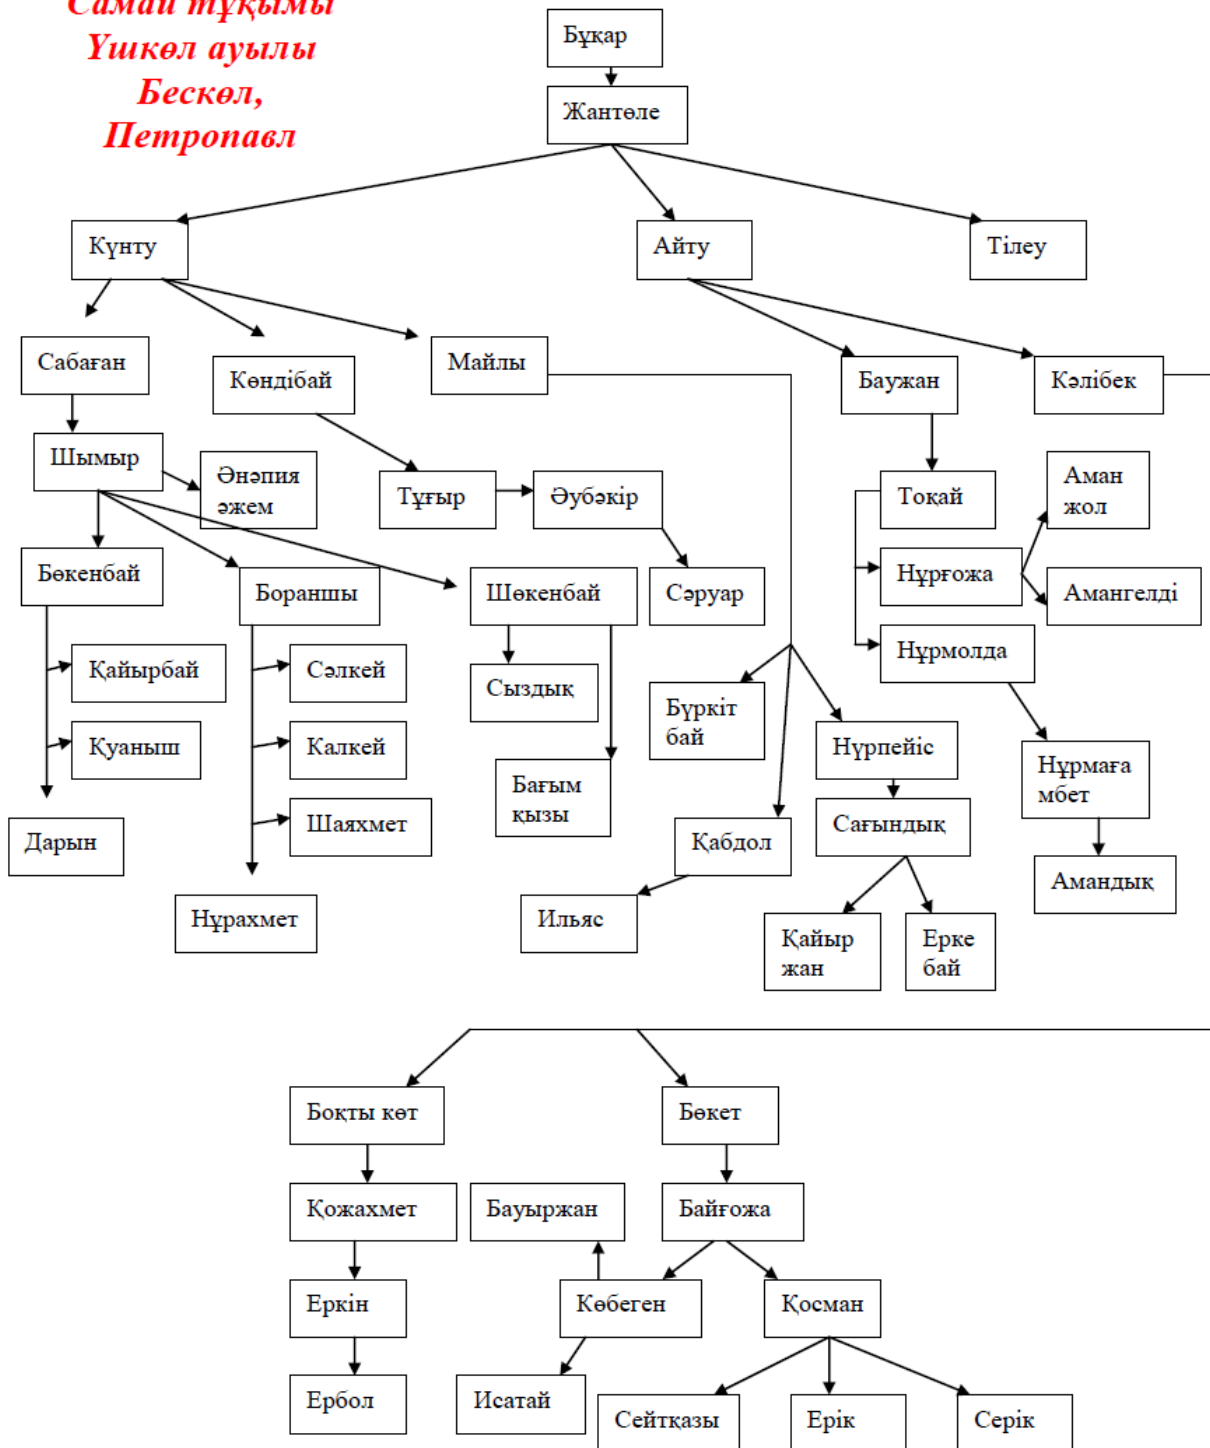 Самай тұқымы
Үшкөл ауылы
Бескөл,
Петропавл
Бұқар
Жантөле
Күнту
Айту
Тілеу
Сабаған
Көндібай
Майлы
Баужан
Кәлібек
Шымыр
Әнәпия
әжем
Тұғыр
Әубәкір
Тоқай
Аман
жол
Бөкенбай
Бораншы
Шөкенбай
Сәруар
Нұрғожа
Амангелді
Қайырбай
Сәлкей
Сыздық
Бүркіт
бай
Нұрмолда
Қуаныш
Калкей
Бағым
қызы
Нүрпейіс
Нұрмаға
мбет
Дарын
Шаяхмет
Қабдол
Сағындық
Амандық
Нұрахмет
Ильяс
Қайыр
жан
Ерке
бай
Боқты көт
Бөкет
Қожахмет
Бауыржан
Байғожа
Еркін
Көбеген
Қосман
Ербол
Исатай
Сейтқазы
Ерік
Серік